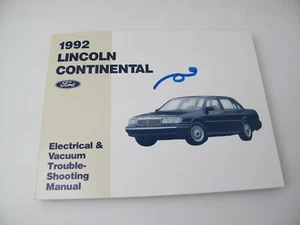 1992
LINCOLN
CONTINENTAL
Ford
Electrical &
Vacuum
Trouble-
Shooting
Manual